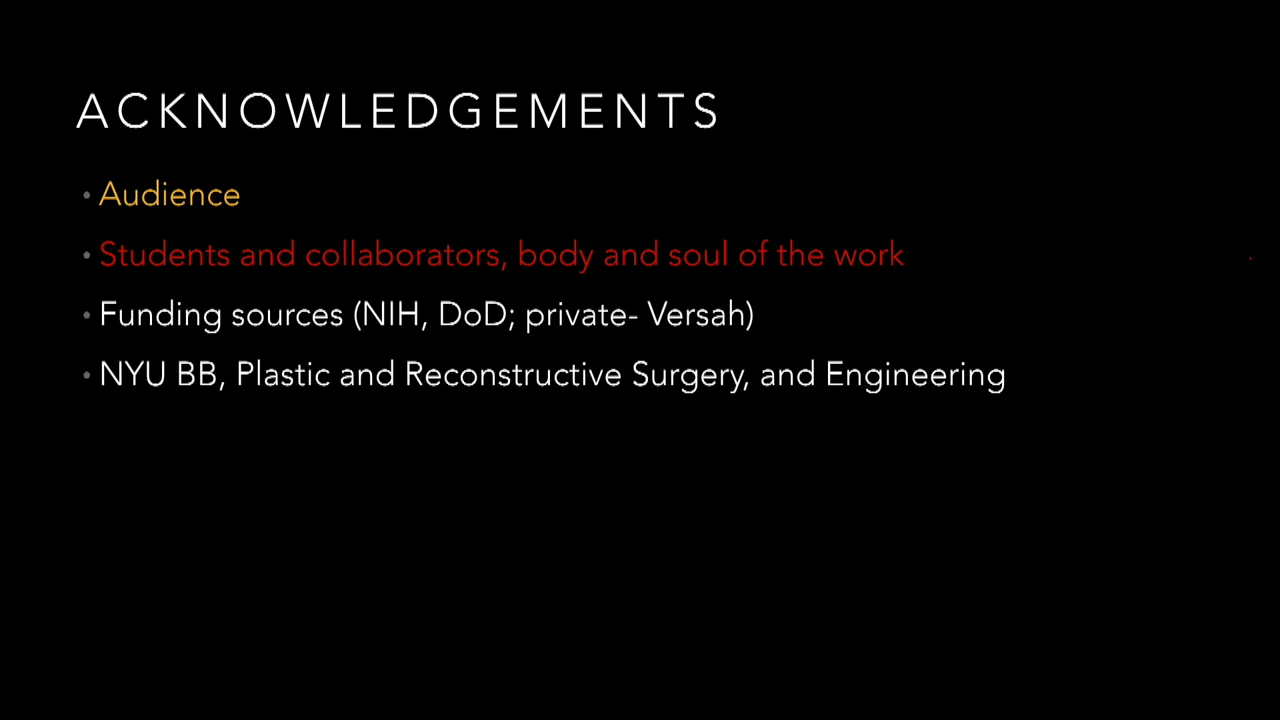 ACKNOWLEDGEMENTS
• Audience
• Students and collaborators, body and soul of the work
• Funding sources (NIH, DoD; private- Versah)
• NYU BB, Plastic and Reconstructive Surgery, and Engineering